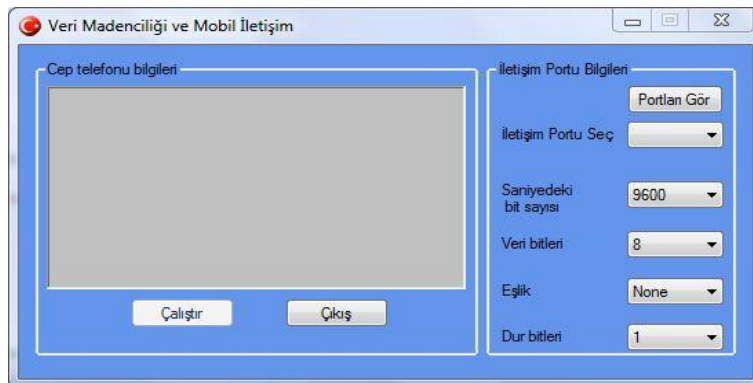 Veri Madenciliği ve Mobil İletişim
Cep telefonu bilgileri
Çalıştır
Çıkış
İletişim Portu Bilgileri
Portları Gör
İletişim Portu Seç
Saniyedeki
bit sayısı
9600
Veri bitleri
8
Eşlik
None
Dur bitleri
1